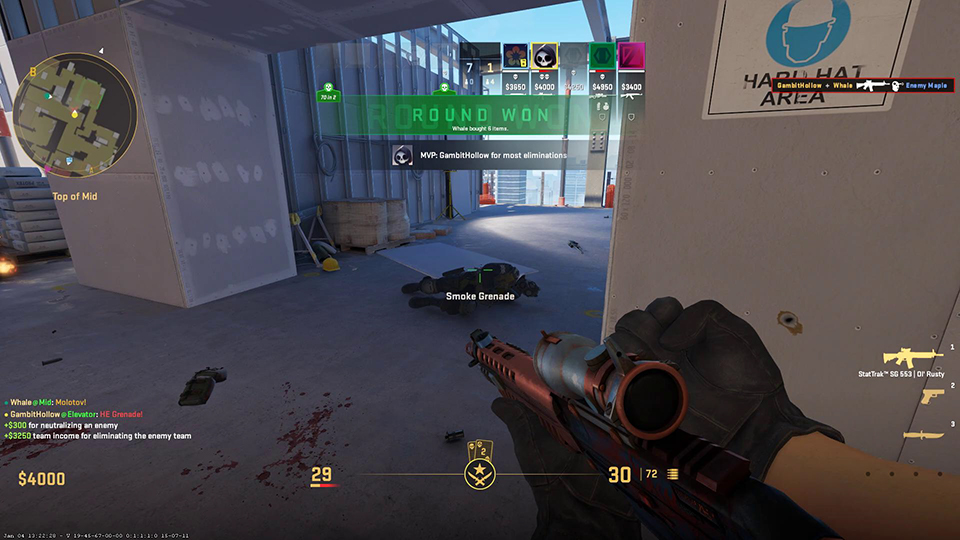 4
B
Top of Mid
70 in 2
7
1
$3650
$4000
$4250
$4950
$3400
ROUND WON
Whale bought 6 items.
MVP: GambitHollow for most eliminations
HARD HAT
AREA
GambitHollow + Whale Enemy Maple
Smoke Grenade
1
StatTrak™ SG 553 | Ol' Rusty
2
3
Whale@Mid: Molotov!
GambitHollow@Elevator: HE Grenade!
+$300 for neutralizing an enemy
+$3250 team income for eliminating the enemy team
$4000
29
2
30 | 72